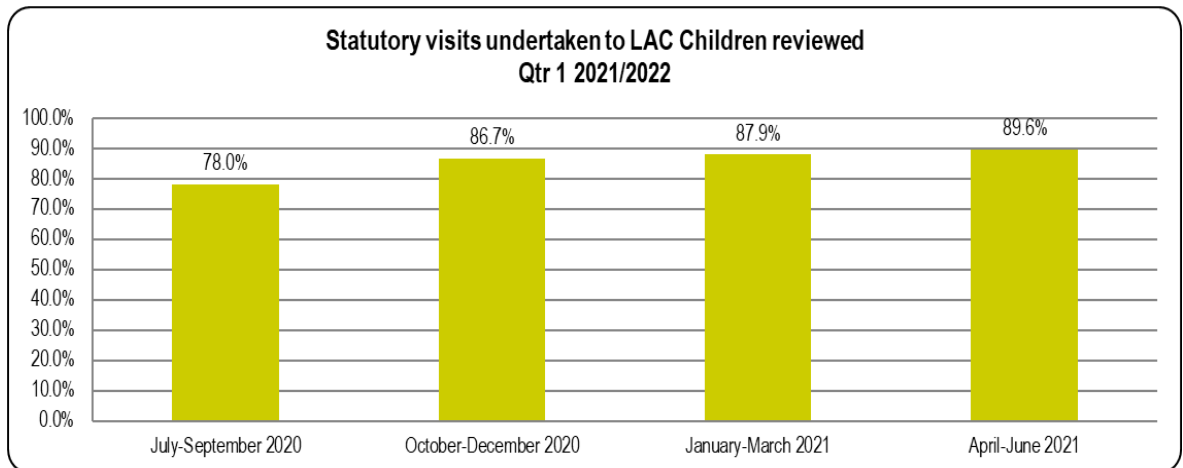 Statutory visits undertaken to LAC Children reviewed
Qtr 1 2021/2022
100.0%
90.0%
80.0%
70.0%
60.0%
50.0%
40.0%
30.0%
20.0%
10.0%
0.0%
78.0%
86.7%
87.9%
89.6%
July-September 2020
October-December 2020
January-March 2021
April-June 2021